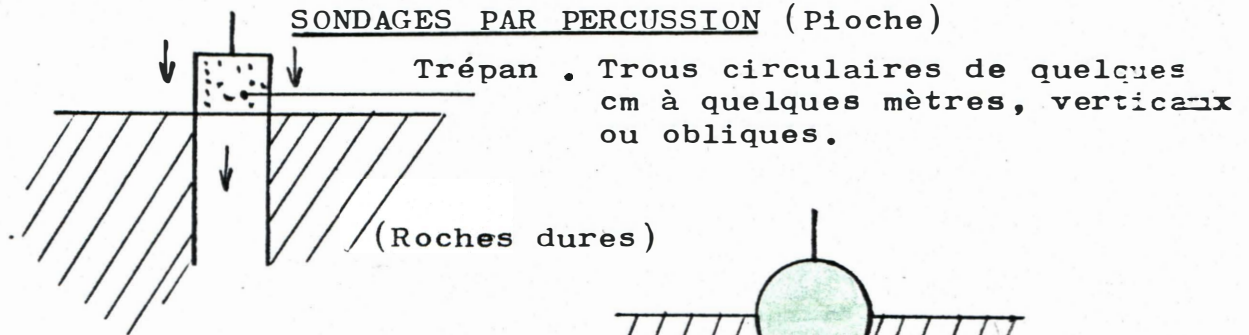 SONDAGES PAR PERCUSSION (Pioche)
Trépan . Trous circulaires de quelques
cm à quelques mètres, verticaux
ou obliques.
(Roches dures)